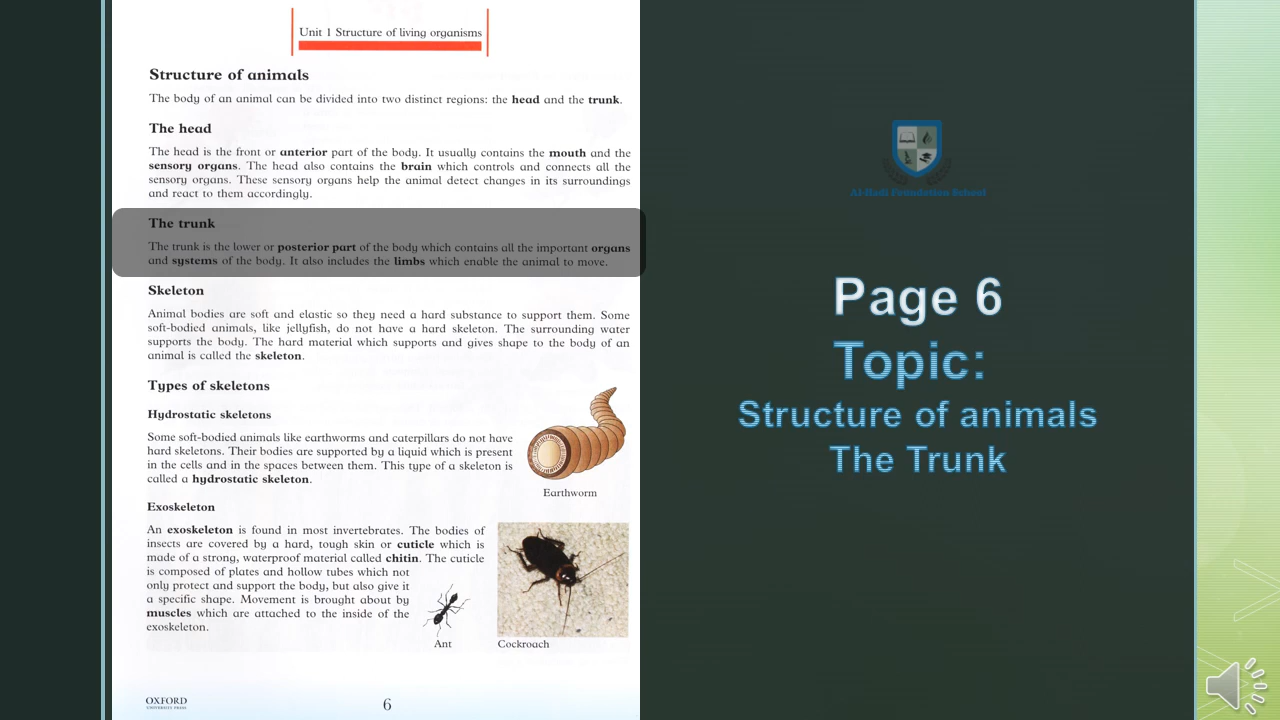 Unit 1 Structure of living organisms
Structure of animals
The body of an animal can be divided into two distinct regions: the head and the trunk.
The head
The head is the front or anterior part of the body. It usually contains the mouth and the
sensory organs. The head also contains the brain which controls and connects all the
sensory organs. These sensory organs help the animal detect changes in its surroundings
and react to them accordingly.
The trunk
The trunk is the lower or posterior part of the body which contains all the important organs
and systems of the body. It also includes the limbs which enable the animal to move.
Skeleton
Animal bodies are soft and elastic so they need a hard substance to support them. Some
soft-bodied animals, like jellyfish, do not have a hard skeleton. The surrounding water
supports the body. The hard material which supports and gives shape to the body of an
animal is called the skeleton.
Types of skeletons
Hydrostatic skeletons
Some soft-bodied animals like earthworms and caterpillars do not have
hard skeletons. Their bodies are supported by a liquid which is present
in the cells and in the spaces between them. This type of a skeleton is
called a hydrostatic skeleton.
Earthworm
Exoskeleton
An exoskeleton is found in most invertebrates. The bodies of
insects are covered by a hard, tough skin or cuticle which is
made of a strong, waterproof material called chitin. The cuticle
is composed of plates and hollow tubes which not
only protect and support the body, but also give it
a specific shape. Movement is brought about by
muscles which are attached to the inside of the
exoskeleton.
Ant
Cockroach
OXFORD
UNIVERSITY PRESS
6
Al-Hadi Foundation School
Page 6
Topic:
Structure of animals
The Trunk